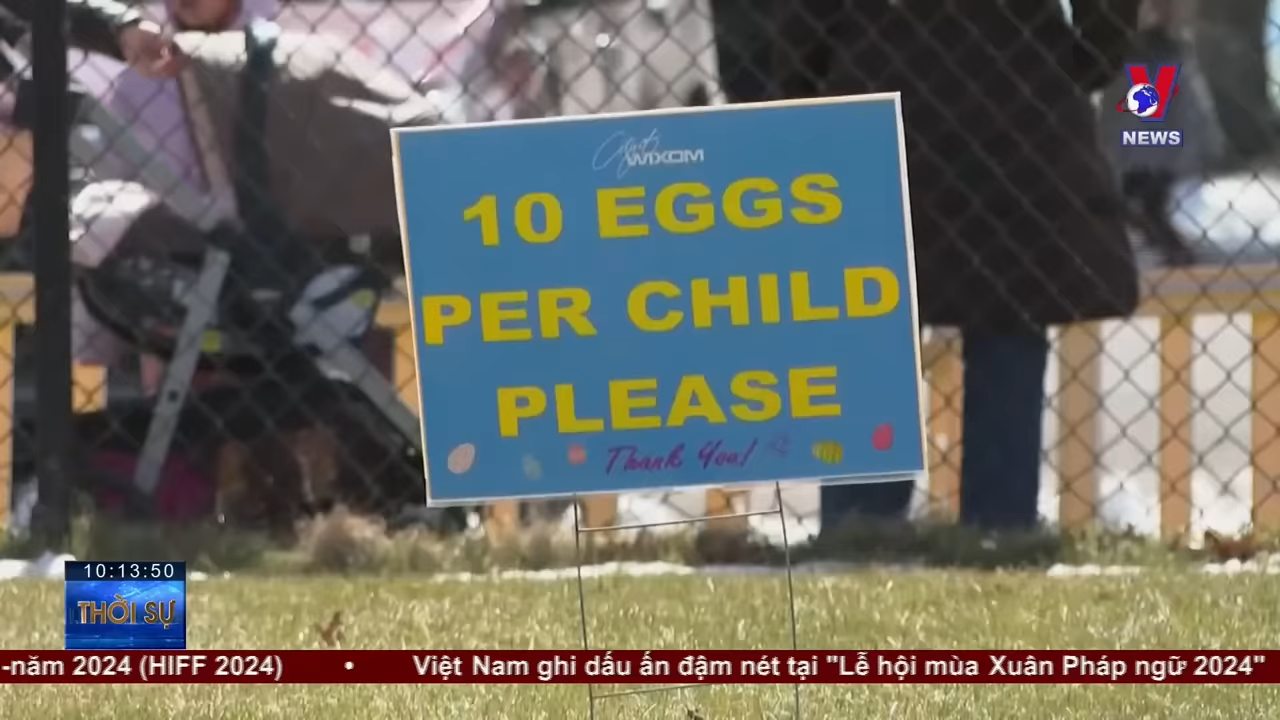 V
NEWS
City of
WIXOM
10 EGGS
PER CHILD
PLEASE
Thank You!
10:13:50
THỜI SỰ
-năm 2024 (HIFF 2024) • Việt Nam ghi dấu ấn đậm nét tại "Lễ hội mùa Xuân Pháp ngữ 2024"